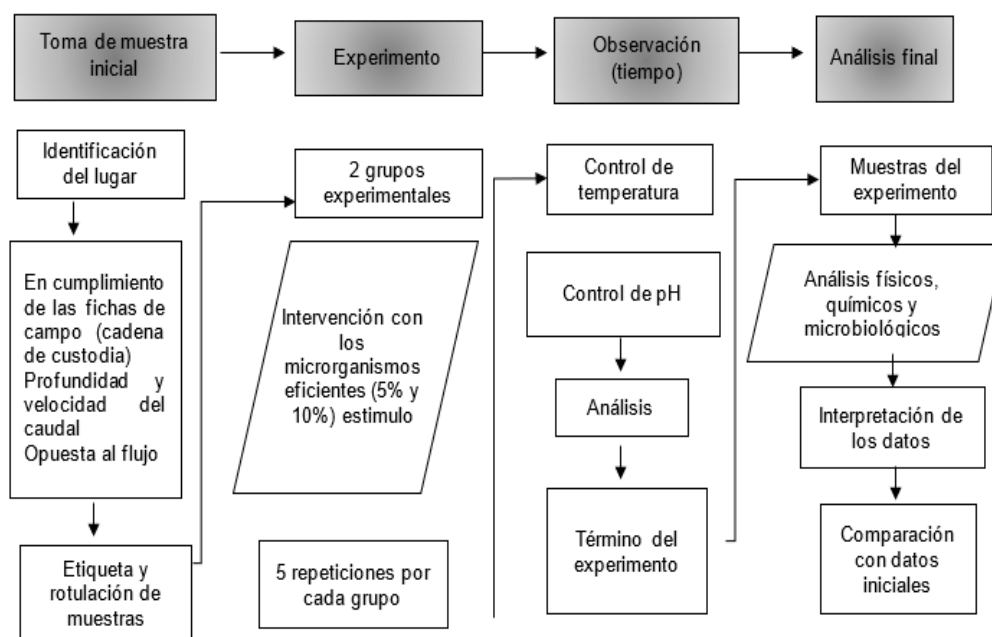 Toma de muestra
inicial
Experimento
Observación
(tiempo)
Análisis final
Identificación
del lugar
En cumplimiento
de las fichas de
campo (cadena
de custodia)
Profundidad y
velocidad del
caudal
Opuesta al flujo
Etiqueta y
rotulación de
muestras
2 grupos
experimentales
Intervención con
los
microrganismos
eficientes (5% y
10%) estimulo
5 repeticiones por
cada grupo
Control de
temperatura
Control de pH
Análisis
Término del
experimento
Muestras del
experimento
Análisis físicos,
químicos y
microbiológicos
Interpretación de
los datos
Comparación
con datos
iniciales